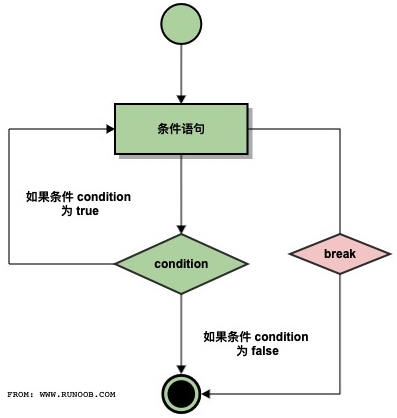 条件语句
如果条件 condition
为 true
condition
break
如果条件 condition
为 false
FROM: WWW.RUNOOB.COM